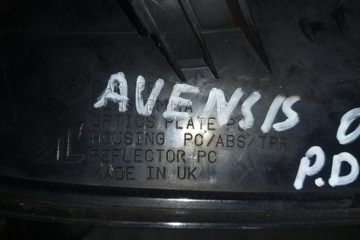 AVENSIS
OPTICS PLATE PC
HOUSING PC/ABS/TPR
REFLECTOR PC
MADE IN UK
P.D